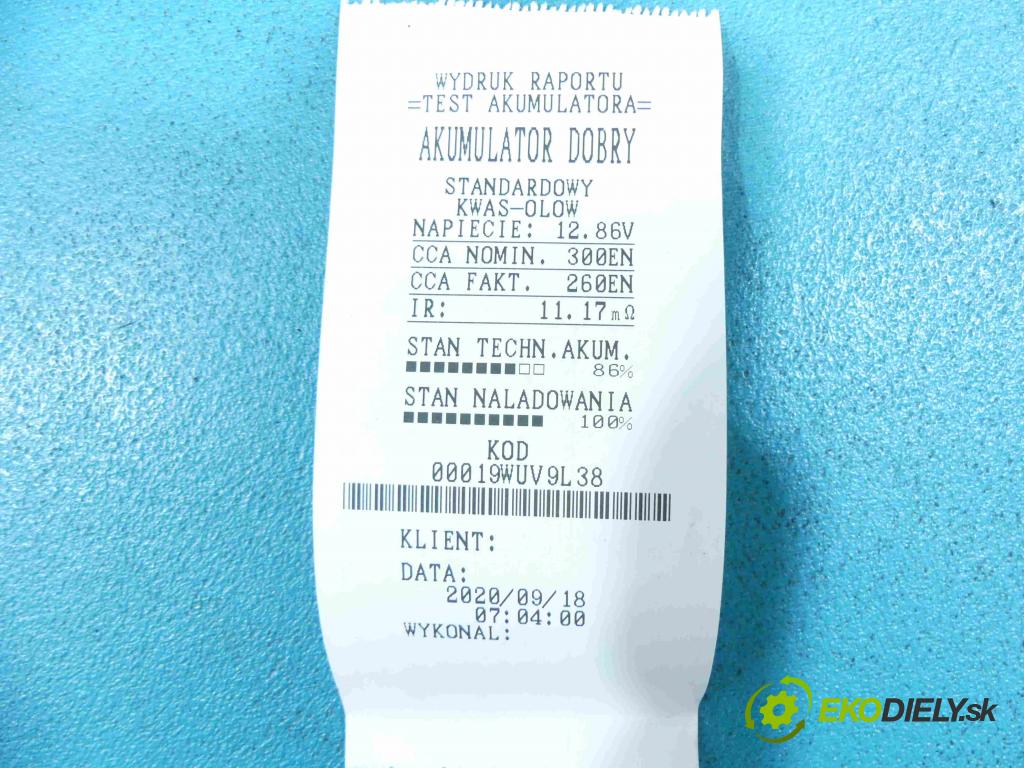 WYDRUK RAPORTU
=TEST AKUMULATORA=
AKUMULATOR DOBRY
STANDARDOWY
KWAS-OLOW
NAPIECIE: 12.86V
CCA NOMIN. 300EN
CCA FAKT. 260EN
IR: 11.17mΩ
STAN TECHN.AKUM.
86%
STAN NALADOWANIA
100%
KOD
00019WUV9L38
KLIENT:
DATA:
2020/09/18
07:04:00
WYKONAL:
EKODIELY.sk